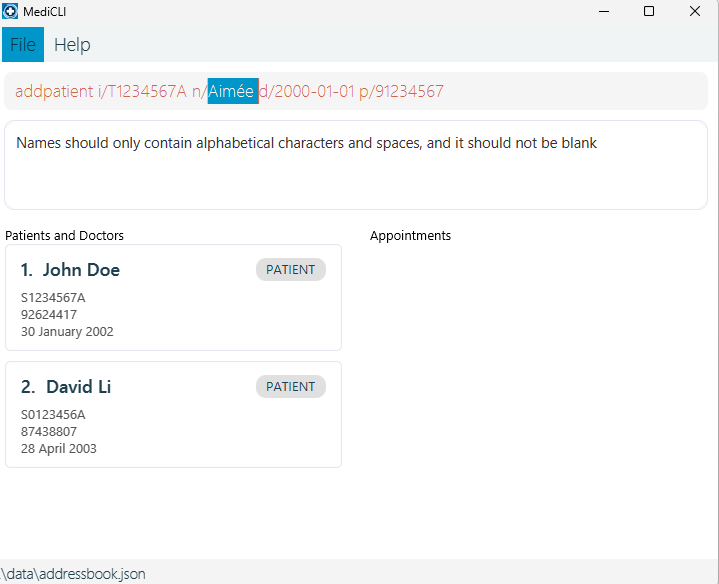 MediCLI
File Help
addpatient i/T1234567A n/Aimée d/2000-01-01 p/91234567
Names should only contain alphabetical characters and spaces, and it should not be blank
Patients and Doctors
Appointments
1. John Doe
PATIENT
S1234567A
92624417
30 January 2002
2. David Li
PATIENT
S0123456A
87438807
28 April 2003
\data\addressbook.json